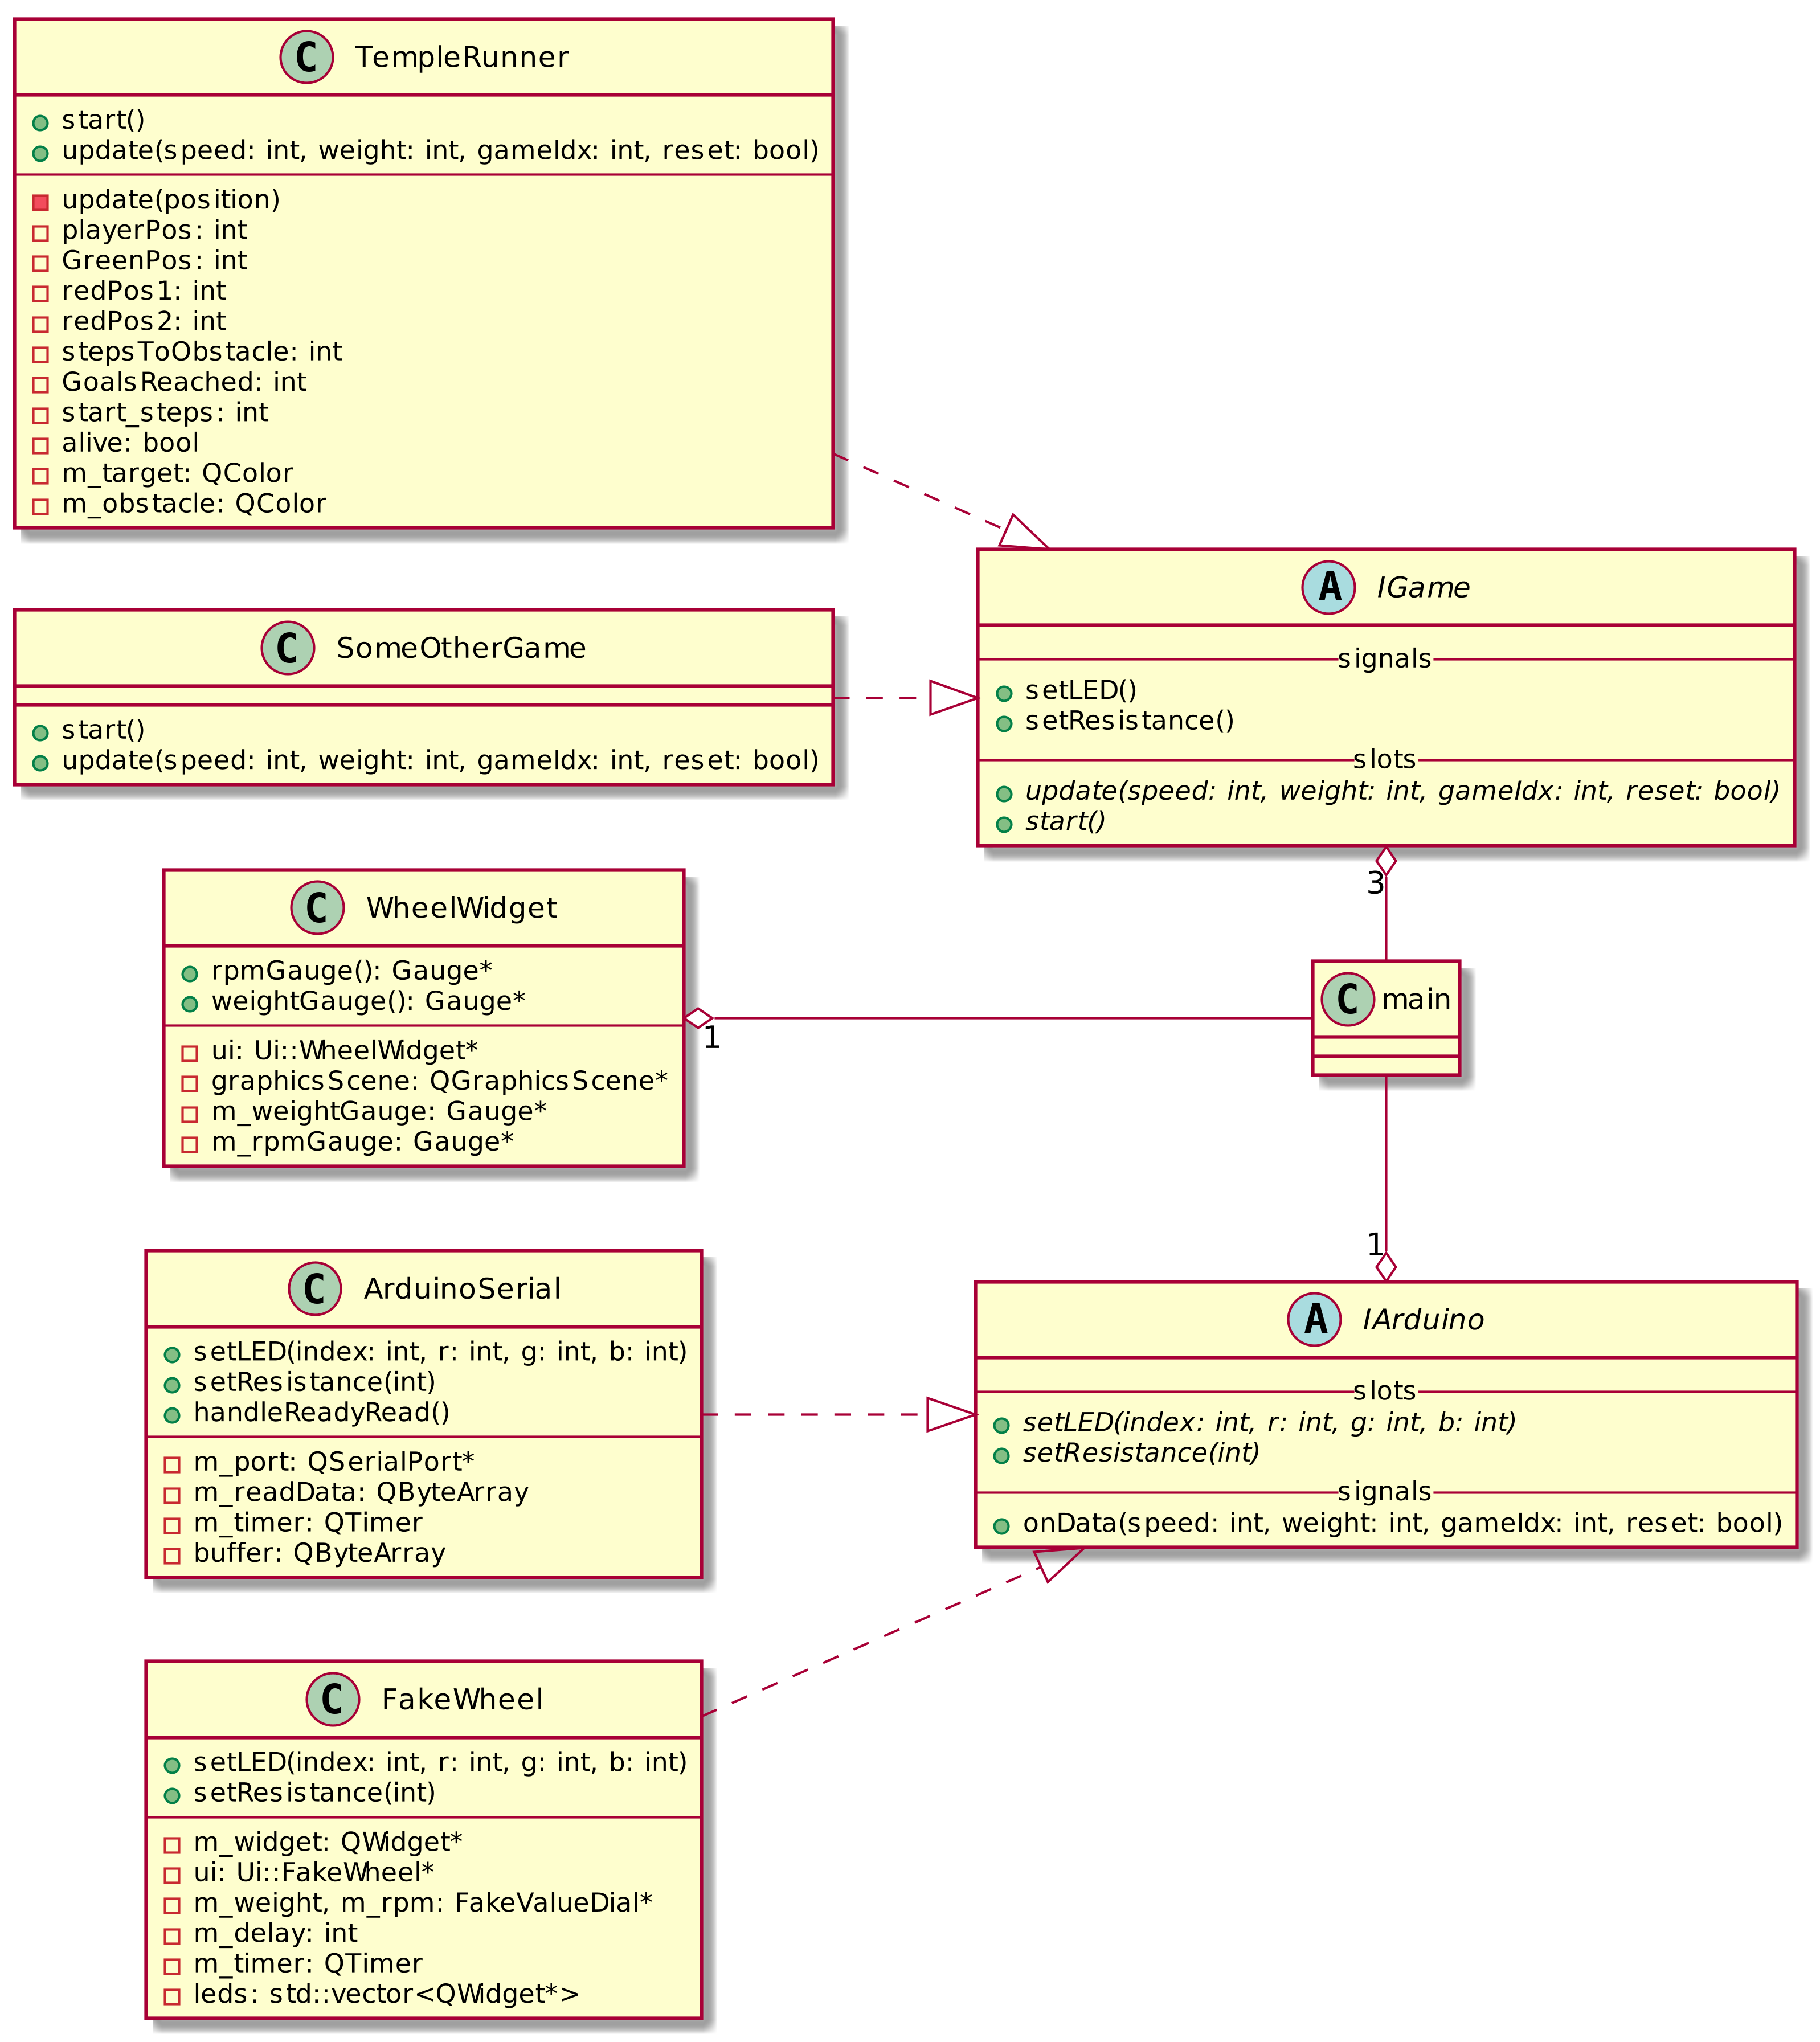 C TempleRunner
start()
update(speed: int, weight: int, gameIdx: int, reset: bool)
update(position)
playerPos: int
GreenPos: int
redPos1: int
redPos2: int
stepsToObstacle: int
GoalsReached: int
start_steps: int
alive: bool
m_target: QColor
m_obstacle: QColor
A IGame
signals
setLED()
setResistance()
slots
update(speed: int, weight: int, gameIdx: int, reset: bool)
start()
C SomeOtherGame
start()
update(speed: int, weight: int, gameIdx: int, reset: bool)
3
C WheelWidget
rpmGauge(): Gauge*
weightGauge(): Gauge*
ui: Ui::WheelWidget*
graphicsScene: QGraphicsScene*
m_weightGauge: Gauge*
m_rpmGauge: Gauge*
1
C main
1
C ArduinoSerial
setLED(index: int, r: int, g: int, b: int)
setResistance(int)
handleReadyRead()
m_port: QSerialPort*
m_readData: QByteArray
m_timer: QTimer
buffer: QByteArray
A IArduino
slots
setLED(index: int, r: int, g: int, b: int)
setResistance(int)
signals
onData(speed: int, weight: int, gameIdx: int, reset: bool)
C FakeWheel
setLED(index: int, r: int, g: int, b: int)
setResistance(int)
m_widget: QWidget*
ui: Ui::FakeWheel*
m_weight, m_rpm: FakeValueDial*
m_delay: int
m_timer: QTimer
leds: std::vector<QWidget*>